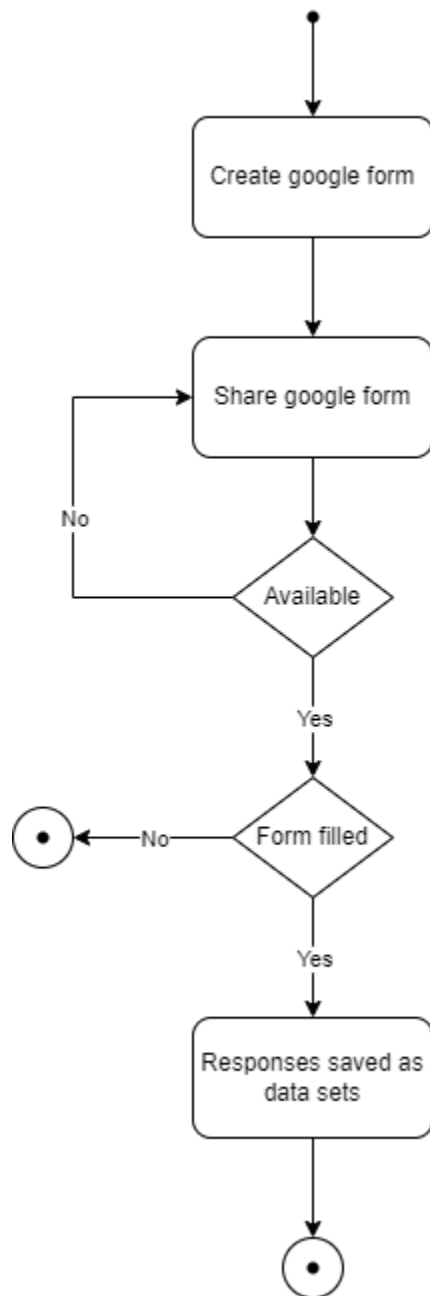 Create google form
Share google form
No
Available
Yes
Form filled
No
Yes
Responses saved as
data sets